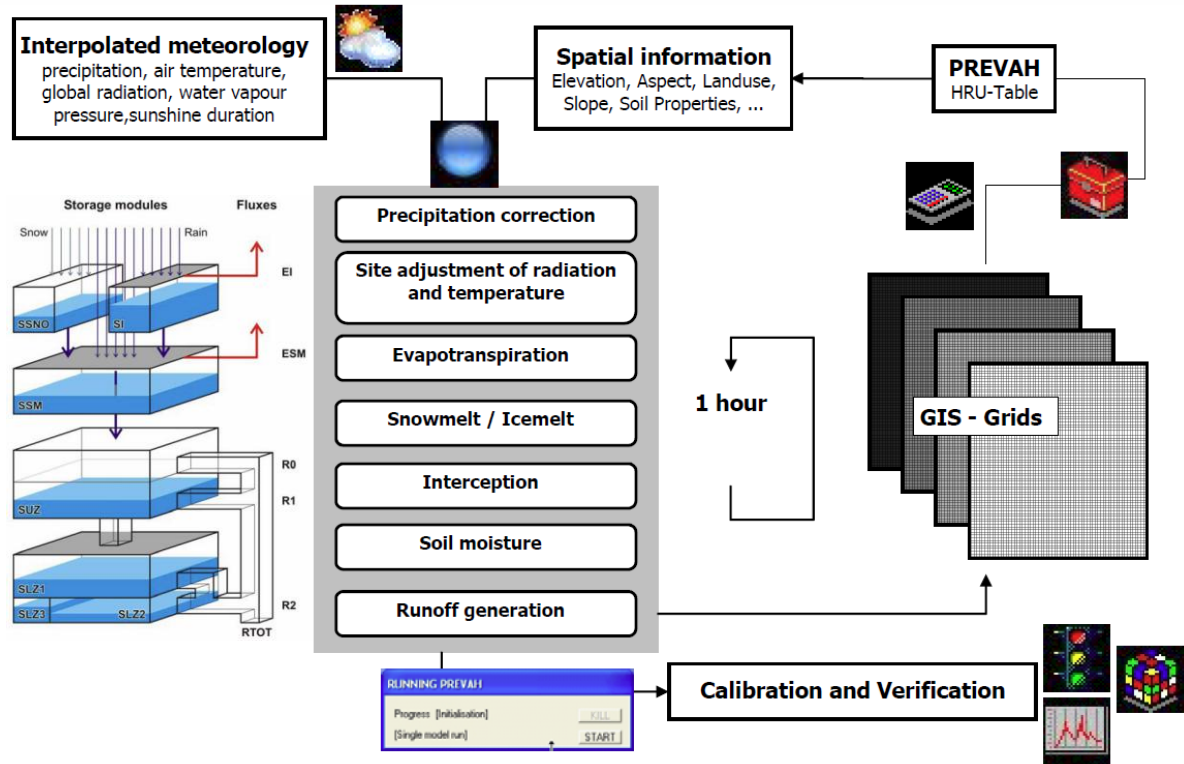 Interpolated meteorology
precipitation, air temperature,
global radiation, water vapour
pressure,sunshine duration
Spatial information
Elevation, Aspect, Landuse,
Slope, Soil Properties, ...
PREVAH
HRU-Table
Storage modules
Fluxes
Snow
Rain
EI
SSNO
SI
ESM
SSM
R0
R1
SUZ
SLZ1
SLZ3
SLZ2
R2
RTOT
Precipitation correction
Site adjustment of radiation
and temperature
Evapotranspiration
Snowmelt / Icemelt
Interception
Soil moisture
Runoff generation
1 hour
GIS - Grids
RUNNING PREVAH
Progress [Initialisation]
KILL
[Single model run]
START
Calibration and Verification